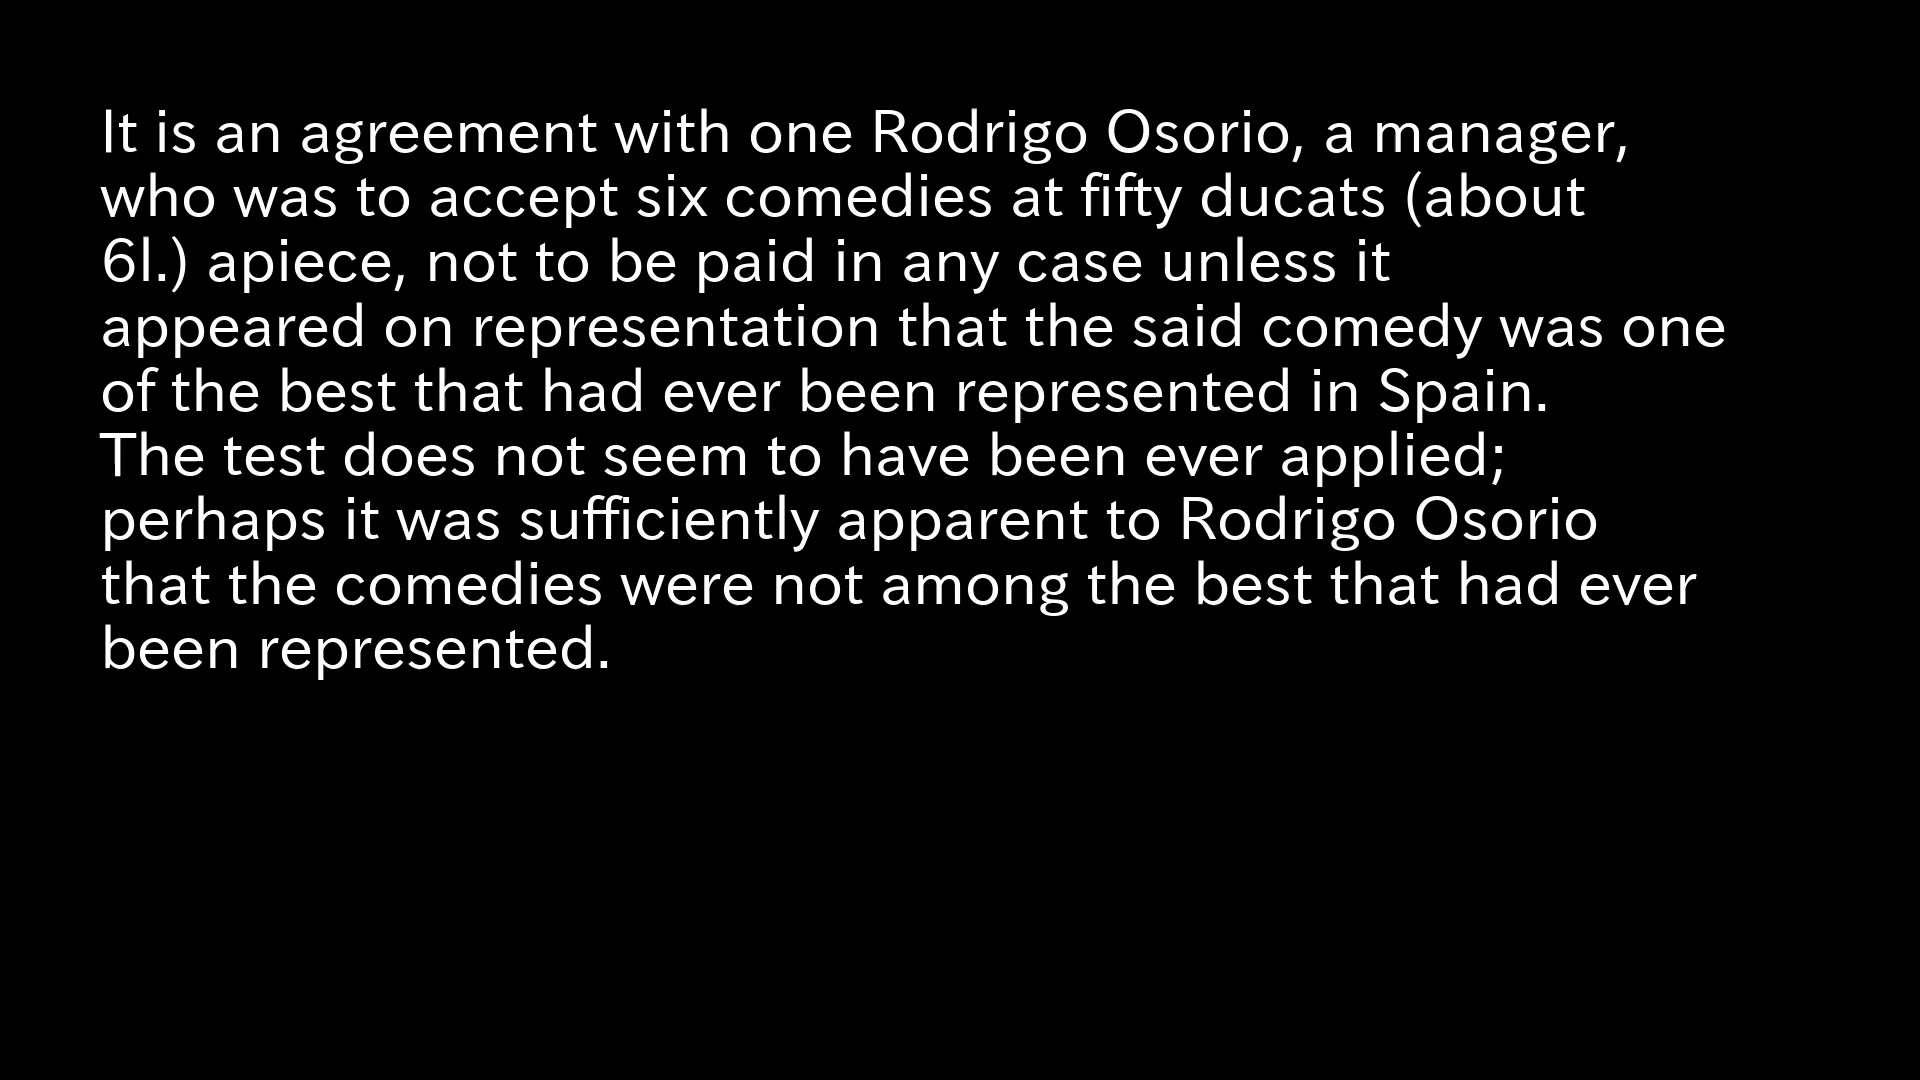 It is an agreement with one Rodrigo Osorio, a manager,
who was to accept six comedies at fifty ducats (about
6l.) apiece, not to be paid in any case unless it
appeared on representation that the said comedy was one
of the best that had ever been represented in Spain.
The test does not seem to have been ever applied;
perhaps it was sufficiently apparent to Rodrigo Osorio
that the comedies were not among the best that had ever
been represented.